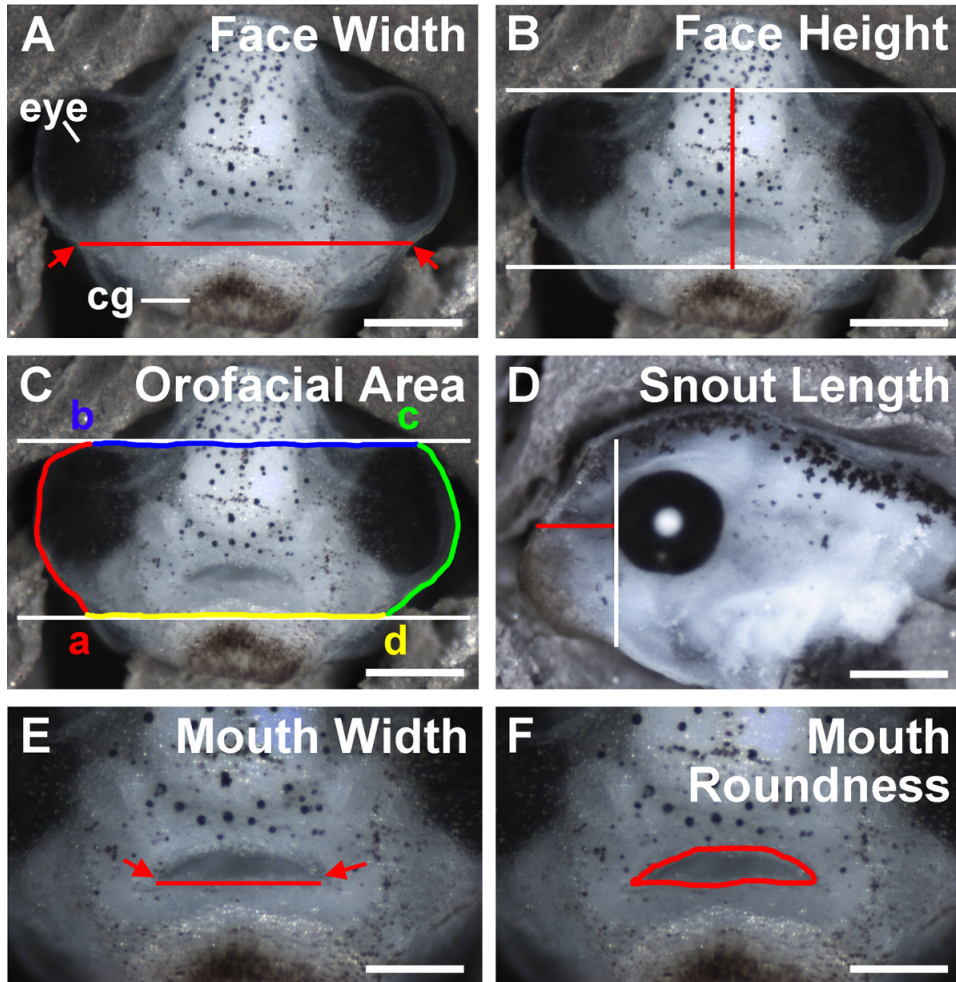 A Face Width
eye
cg
B Face Height
C Orofacial Area
b c
a d
D Snout Length
E Mouth Width
F Mouth
Roundness